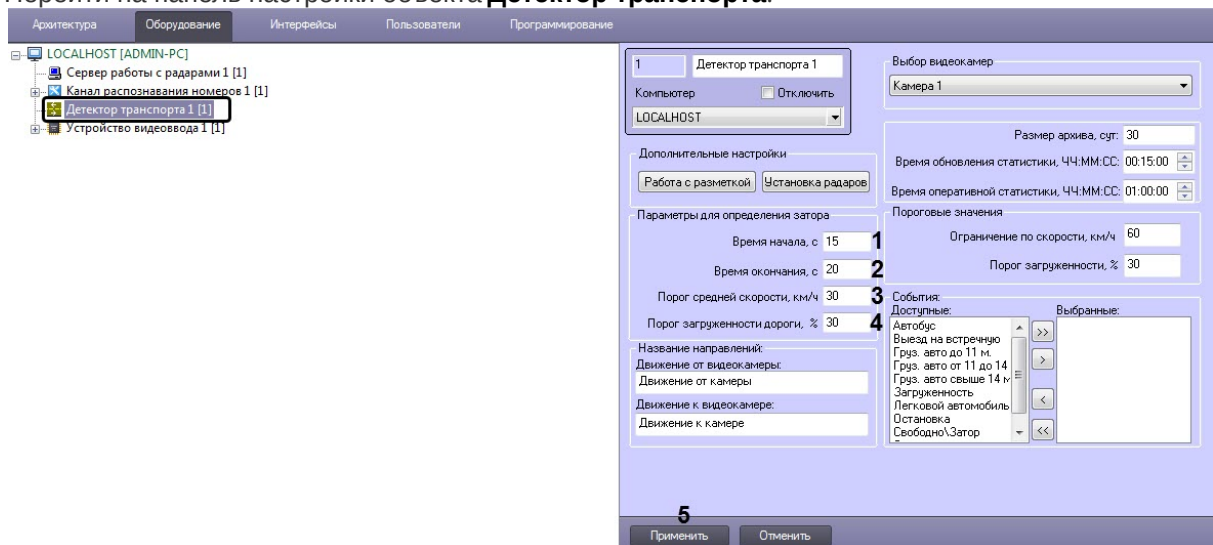 Перейти на панель настройки объекта Детектор транспорта.
Архитектура Оборудование Интерфейсы Пользователи Программирование
LOCALHOST [ADMIN-PC]
Сервер работы с радарами 1 [1]
Канал распознавания номеров 1 [1]
Детектор транспорта 1 [1]
Устройство видеоввода 1 [1]
1 Детектор транспорта 1
Компьютер Отключить
LOCALHOST
Дополнительные настройки
Работа с разметкой Установка радаров
Параметры для определения затора
Время начала, с 15 1
Время окончания, с 20 2
Порог средней скорости, км/ч 30 3
Порог загруженности дороги, % 30 4
Название направлений:
Движение от видеокамеры:
Движение от камеры
Движение к видеокамере:
Движение к камере
Выбор видеокамер
Камера 1
Размер архива, сут: 30
Время обновления статистики, ЧЧ:ММ:СС: 00:15:00
Время оперативной статистики, ЧЧ:ММ:СС: 01:00:00
Пороговые значения
Ограничение по скорости, км/ч 60
Порог загруженности, % 30
События:
Доступные: Выбранные:
Автобус
Выезд на встречную
Груз. авто до 11 м.
Груз. авто от 11 до 14
Груз. авто свыше 14 м
Загруженность
Легковой автомобиль
Остановка
Свободно\Затор
>>
>
<
<<
5
Применить Отменить